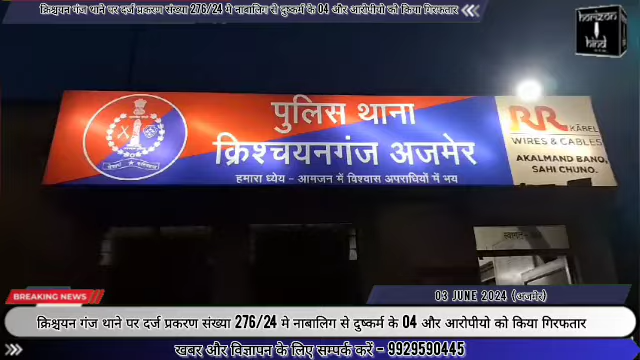 क्रिश्चयन गंज थाने पर दर्ज प्रकरण संख्या 276/24 मे नाबालिग से दुष्कर्म के 04 और आरोपीयो को किया गिरफतार
horizon
hind
पुलिस थाना
क्रिश्चयनगंज अजमेर
हमारा ध्येय - आमजन में विश्वास अपराधियों में भय
RR KABEL
WIRES & CABLES
AKALMAND BANO,
SAHI CHUNO.
BREAKING NEWS
03 JUNE 2024 (अजमेर)
क्रिश्चयन गंज थाने पर दर्ज प्रकरण संख्या 276/24 मे नाबालिग से दुष्कर्म के 04 और आरोपीयो को किया गिरफतार
खबर और विज्ञापन के लिए सम्पर्क करें - 9929590445